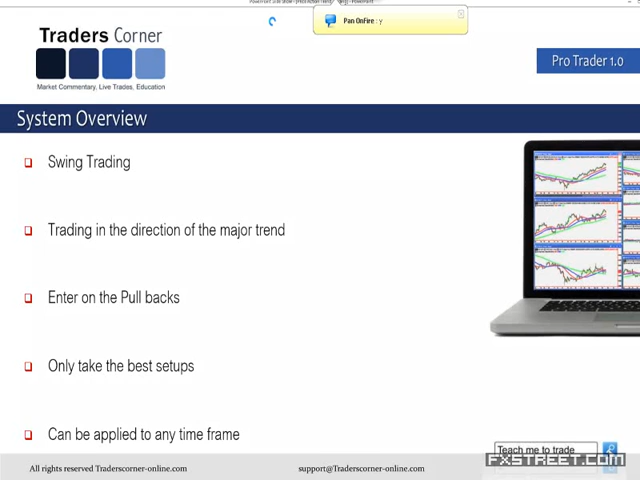 Pan OnFire : y
Traders Corner
Market Commentary, Live Trades, Education
Pro Trader 1.0
System Overview
Swing Trading
Trading in the direction of the major trend
Enter on the Pull backs
Only take the best setups
Can be applied to any time frame
Teach me to trade
FXSTREET.COM
All rights reserved Traderscorner-online.com
support@Traderscorner-online.com